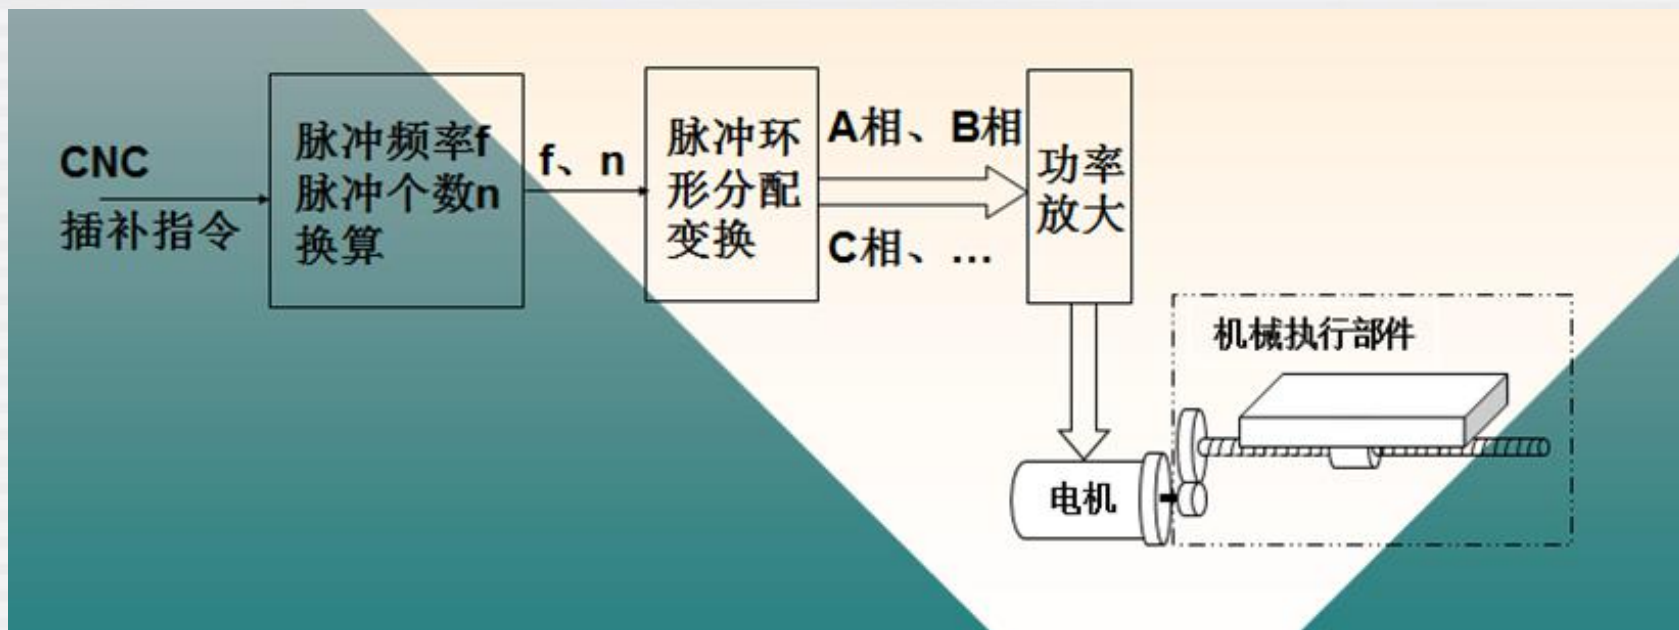 CNC
插补指令
脉冲频率f
脉冲个数n
换算
f、n
脉冲环
形分配
变换
A相、B相
C相、...
功率
放大
机械执行部件
电机